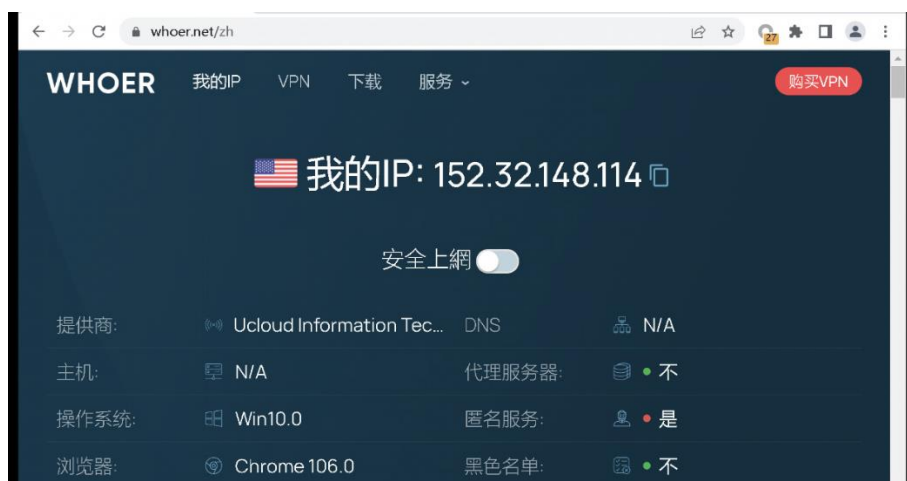 whoer.net/zh
27
WHOER 我的IP VPN 下载 服务 购买VPN
我的IP: 152.32.148.114
安全上網
提供商: Ucloud Information Tec... DNS N/A
主机: N/A 代理服务器: 不
操作系统: Win10.0 匿名服务: 是
浏览器: Chrome 106.0 黑色名单: 不